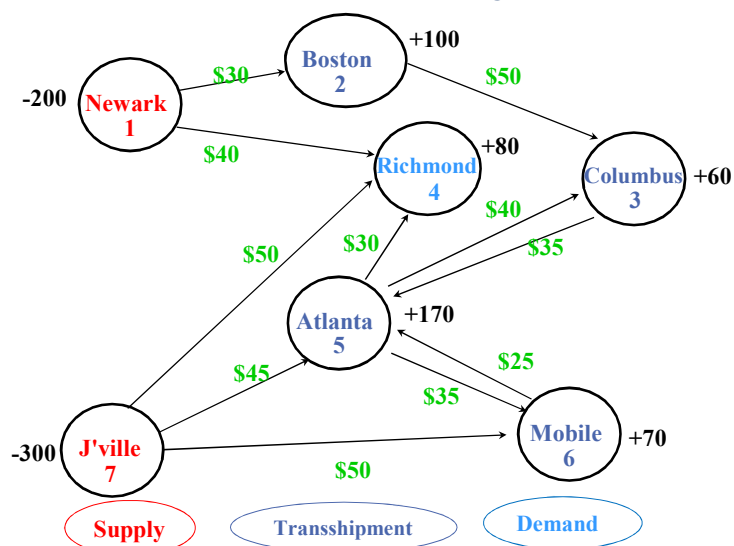 +100
Boston
2
$30
$50
-200
Newark
1
+80
$40
Richmond
4
Columbus
3
+60
$40
$50
$30
$35
Atlanta
5
+170
$25
$45
$35
-300
J'ville
7
Mobile
6
+70
$50
Supply
Transshipment
Demand